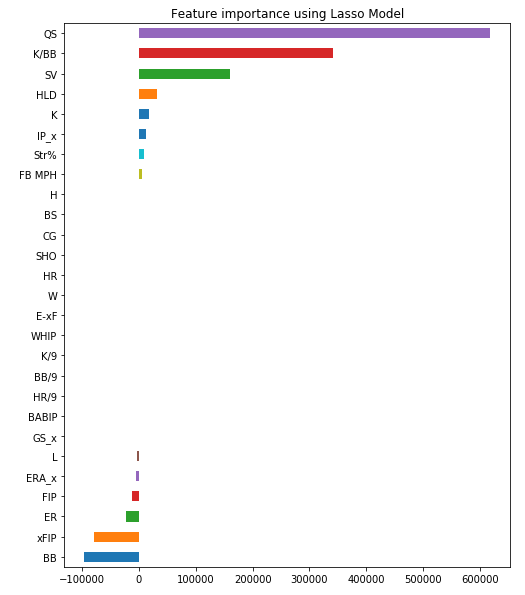 Feature importance using Lasso Model
QS
K/BB
SV
HLD
K
IP_x
Str%
FB MPH
H
BS
CG
SHO
HR
W
E-xF
WHIP
K/9
BB/9
HR/9
BABIP
GS_x
L
ERA_x
FIP
ER
xFIP
BB
−100000 0 100000 200000 300000 400000 500000 600000